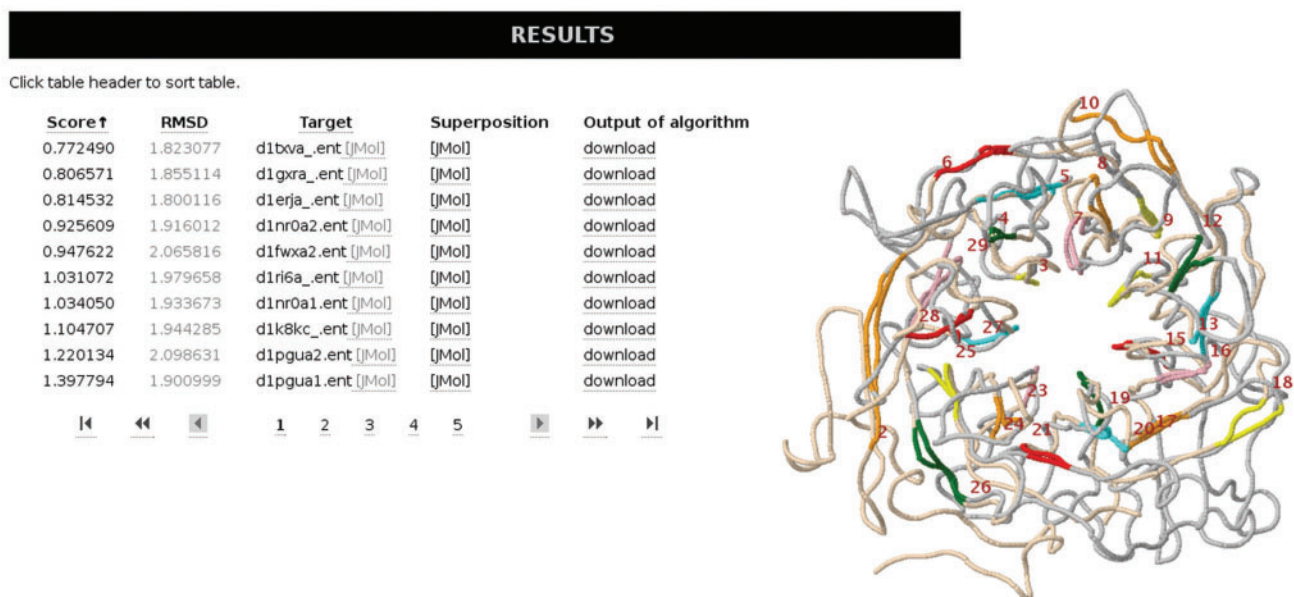 RESULTS
Click table header to sort table.
Score↑ RMSD Target Superposition Output of algorithm
0.772490 1.823077 d1txva_.ent [JMol] [JMol] download
0.806571 1.855114 d1gxra_.ent [JMol] [JMol] download
0.814532 1.800116 d1erja_.ent [JMol] [JMol] download
0.925609 1.916012 d1nr0a2.ent [JMol] [JMol] download
0.947622 2.065816 d1fwxa2.ent [JMol] [JMol] download
1.031072 1.979658 d1ri6a_.ent [JMol] [JMol] download
1.034050 1.933673 d1nr0a1.ent [JMol] [JMol] download
1.104707 1.944285 d1k8kc_.ent [JMol] [JMol] download
1.220134 2.098631 d1pgua2.ent [JMol] [JMol] download
1.397794 1.900999 d1pgua1.ent [JMol] [JMol] download
1 2 3 4 5
10
6 8
5
4 7 9 12
29
3 11
28 1 27 13
25 15 16
23 18
19
2 24 21 20 17
26